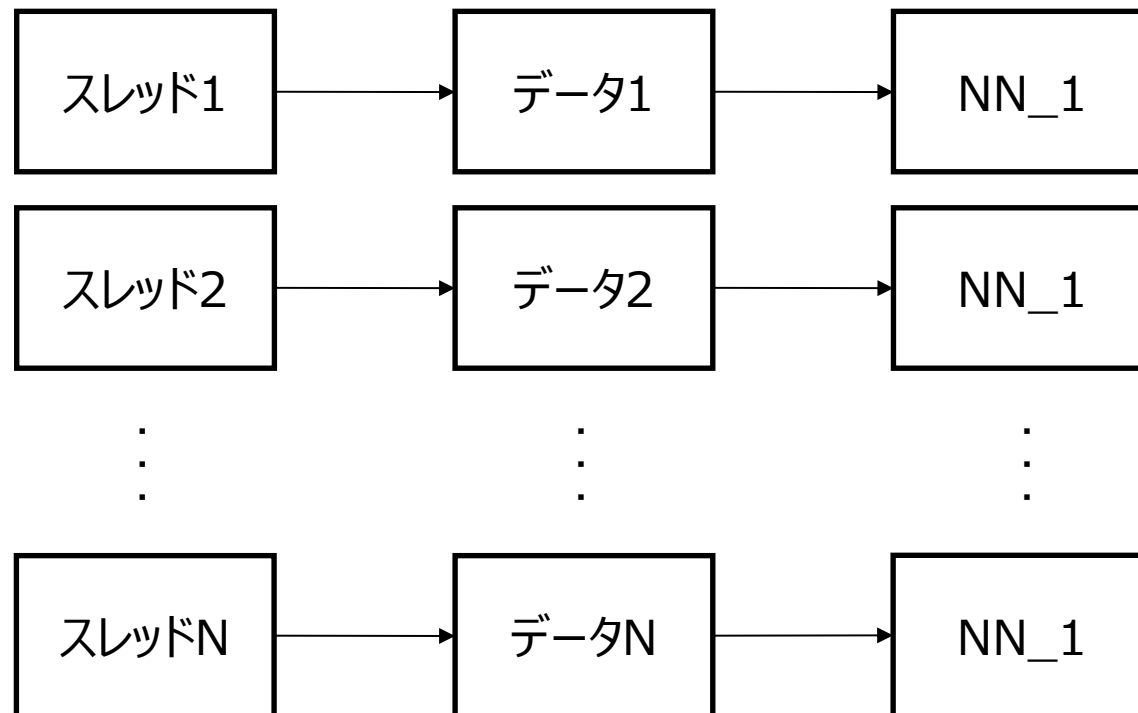 スレッド1 データ1 NN_1
スレッド2 データ2 NN_1
. . .
. . .
. . .
スレッドN データN NN_1